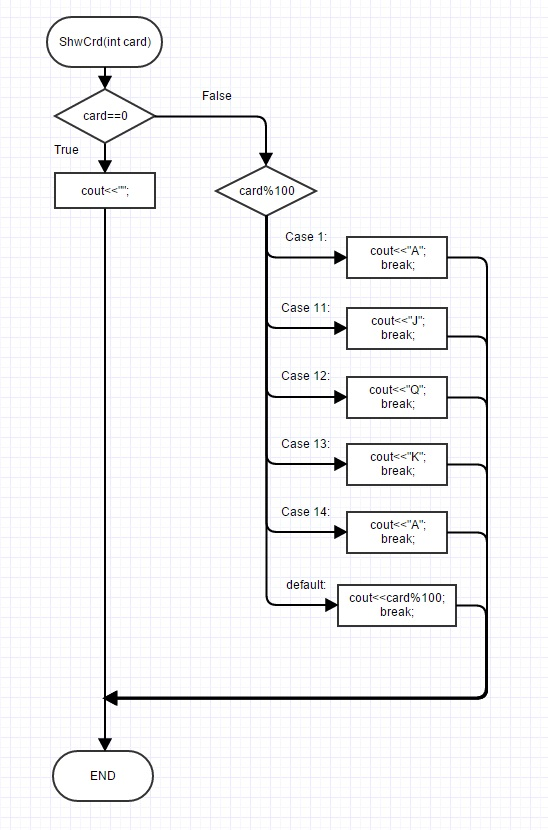 ShwCrd(int card)
False
card==0
True
cout<<"";
card%100
Case 1:
cout<<"A";
break;
Case 11:
cout<<"J";
break;
Case 12:
cout<<"Q";
break;
Case 13:
cout<<"K";
break;
Case 14:
cout<<"A";
break;
default:
cout<<card%100;
break;
END